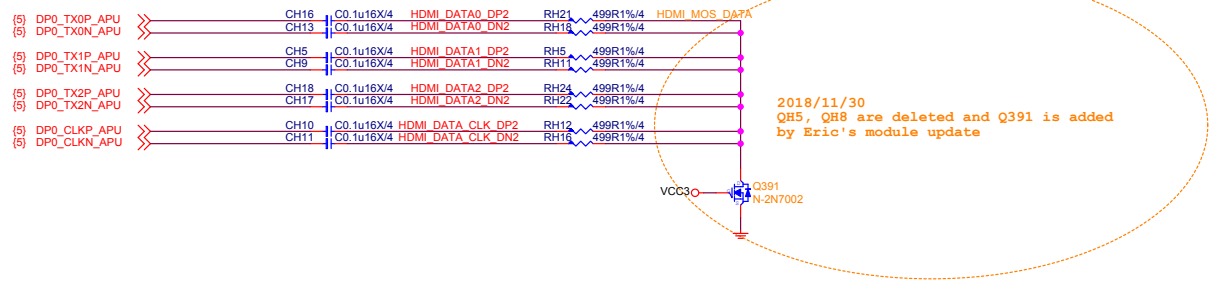 {5} DP0_TX0P_APU CH16 C0.1u16X/4 HDMI_DATA0_DP2 RH21 499R1%/4 HDMI_MOS_DATA
{5} DP0_TX0N_APU CH13 C0.1u16X/4 HDMI_DATA0_DN2 RH18 499R1%/4
{5} DP0_TX1P_APU CH5 C0.1u16X/4 HDMI_DATA1_DP2 RH5 499R1%/4
{5} DP0_TX1N_APU CH9 C0.1u16X/4 HDMI_DATA1_DN2 RH11 499R1%/4
{5} DP0_TX2P_APU CH18 C0.1u16X/4 HDMI_DATA2_DP2 RH24 499R1%/4
{5} DP0_TX2N_APU CH17 C0.1u16X/4 HDMI_DATA2_DN2 RH22 499R1%/4
{5} DP0_CLKP_APU CH10 C0.1u16X/4 HDMI_DATA_CLK_DP2 RH12 499R1%/4
{5} DP0_CLKN_APU CH11 C0.1u16X/4 HDMI_DATA_CLK_DN2 RH16 499R1%/4
2018/11/30
QH5, QH8 are deleted and Q391 is added
by Eric's module update
VCC3
Q391
N-2N7002